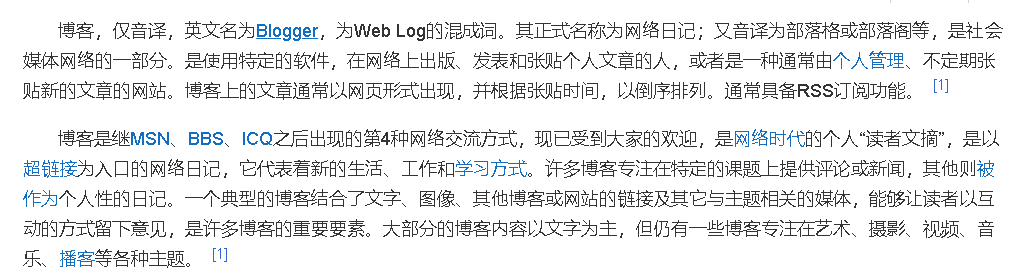 博客，仅音译，英文名为Blogger，为Web Log的混成词。其正式名称为网络日记；又音译为部落格或部落阁等，是社会
媒体网络的一部分。是使用特定的软件，在网络上出版、发表和张贴个人文章的人，或者是一种通常由个人管理、不定期张
贴新的文章的网站。博客上的文章通常以网页形式出现，并根据张贴时间，以倒序排列。通常具备RSS订阅功能。 [1]
博客是继MSN、BBS、ICQ之后出现的第4种网络交流方式，现已受到大家的欢迎，是网络时代的个人“读者文摘”，是以
超链接为入口的网络日记，它代表着新的生活、工作和学习方式。许多博客专注在特定的课题上提供评论或新闻，其他则被
作为个人性的日记。一个典型的博客结合了文字、图像、其他博客或网站的链接及其它与主题相关的媒体，能够让读者以互
动的方式留下意见，是许多博客的重要要素。大部分的博客内容以文字为主，但仍有一些博客专注在艺术、摄影、视频、音
乐、播客等各种主题。 [1]